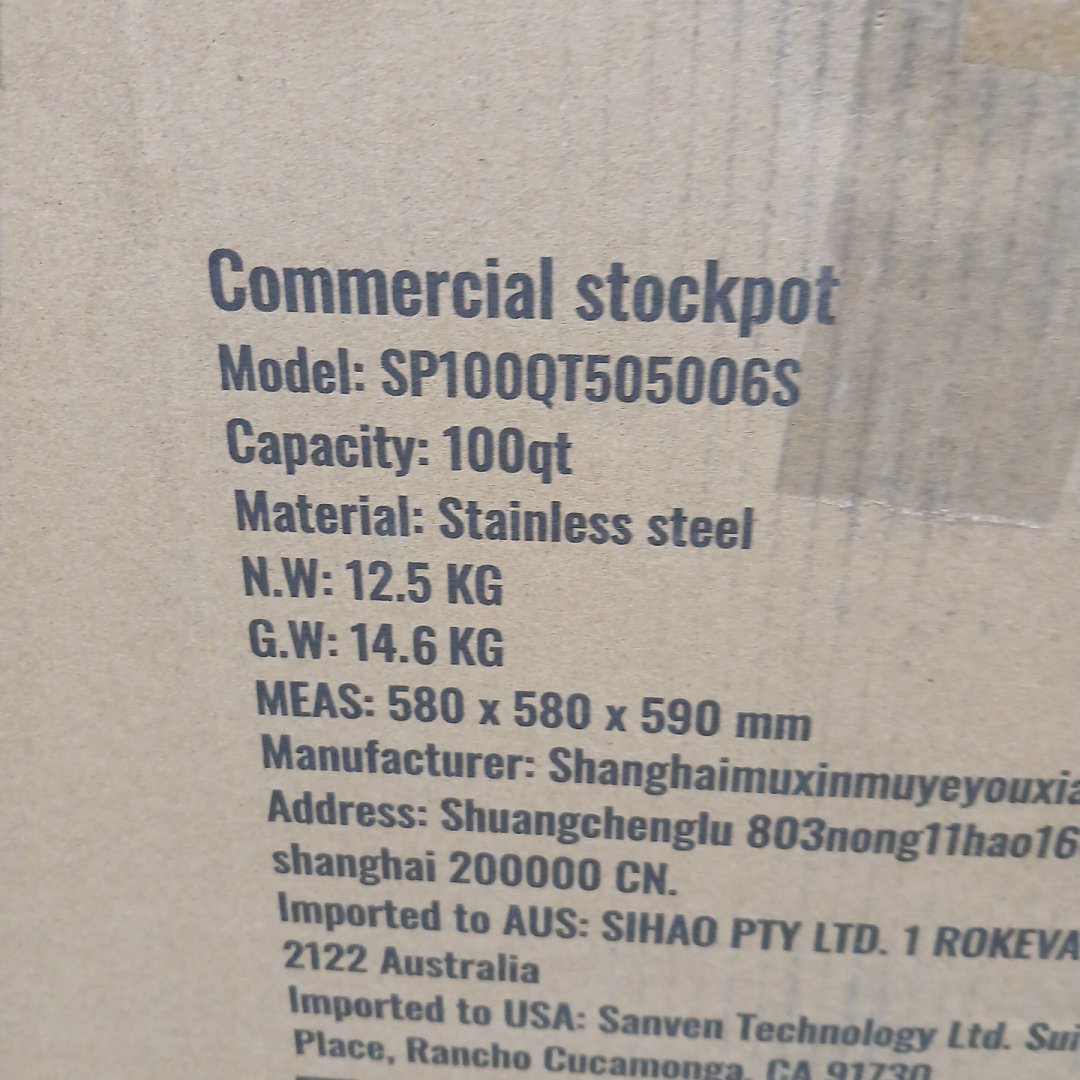 Commercial stockpot
Model: SP100QT505006S
Capacity: 100qt
Material: Stainless steel
N.W: 12.5 KG
G.W: 14.6 KG
MEAS: 580 x 580 x 590 mm
Manufacturer: Shanghaimuxinmuyeyouxia
Address: Shuangchenglu 803nong11hao16
shanghai 200000 CN.
Imported to AUS: SIHAO PTY LTD. 1 ROKEVA
2122 Australia
Imported to USA: Sanven Technology Ltd. Sui
Place, Rancho Cucamonga, CA 91730